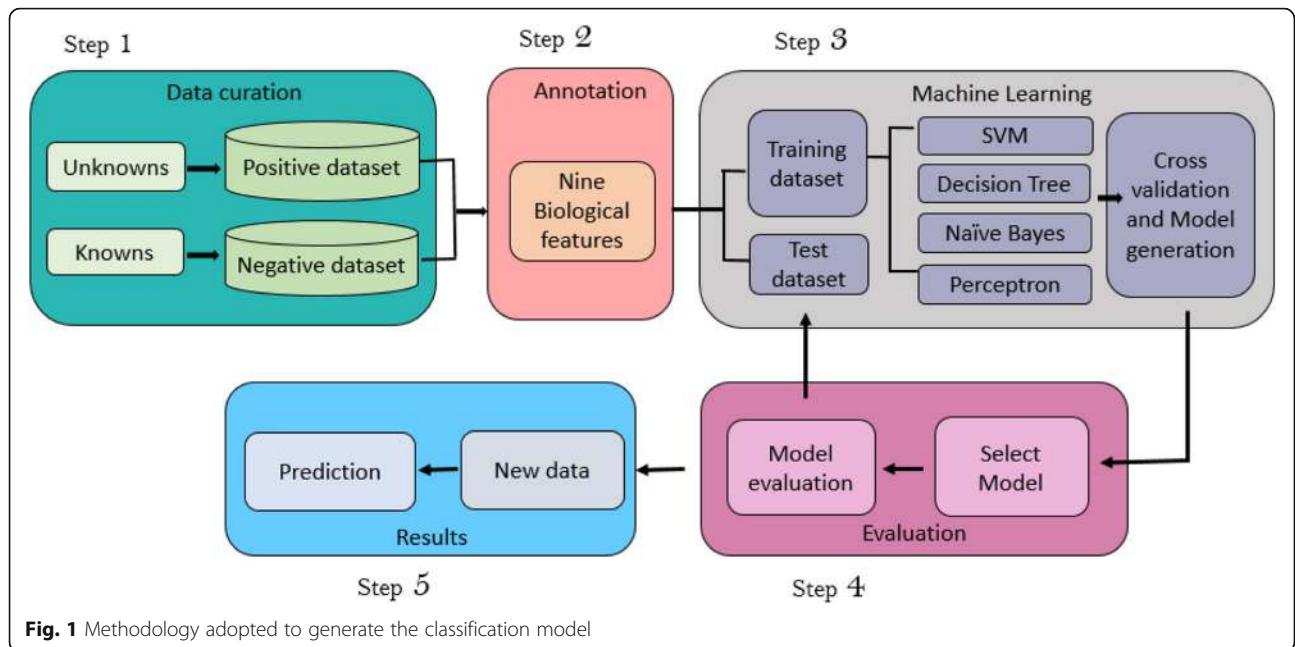 Step 1
Data curation
Unknowns
Positive dataset
Knowns
Negative dataset
Step 2
Annotation
Nine
Biological
features
Step 3
Machine Learning
Training
dataset
Test
dataset
SVM
Decision Tree
Naïve Bayes
Perceptron
Cross
validation
and Model
generation
Select
Model
Model
evaluation
Evaluation
Step 4
New data
Prediction
Results
Step 5
Fig. 1 Methodology adopted to generate the classification model